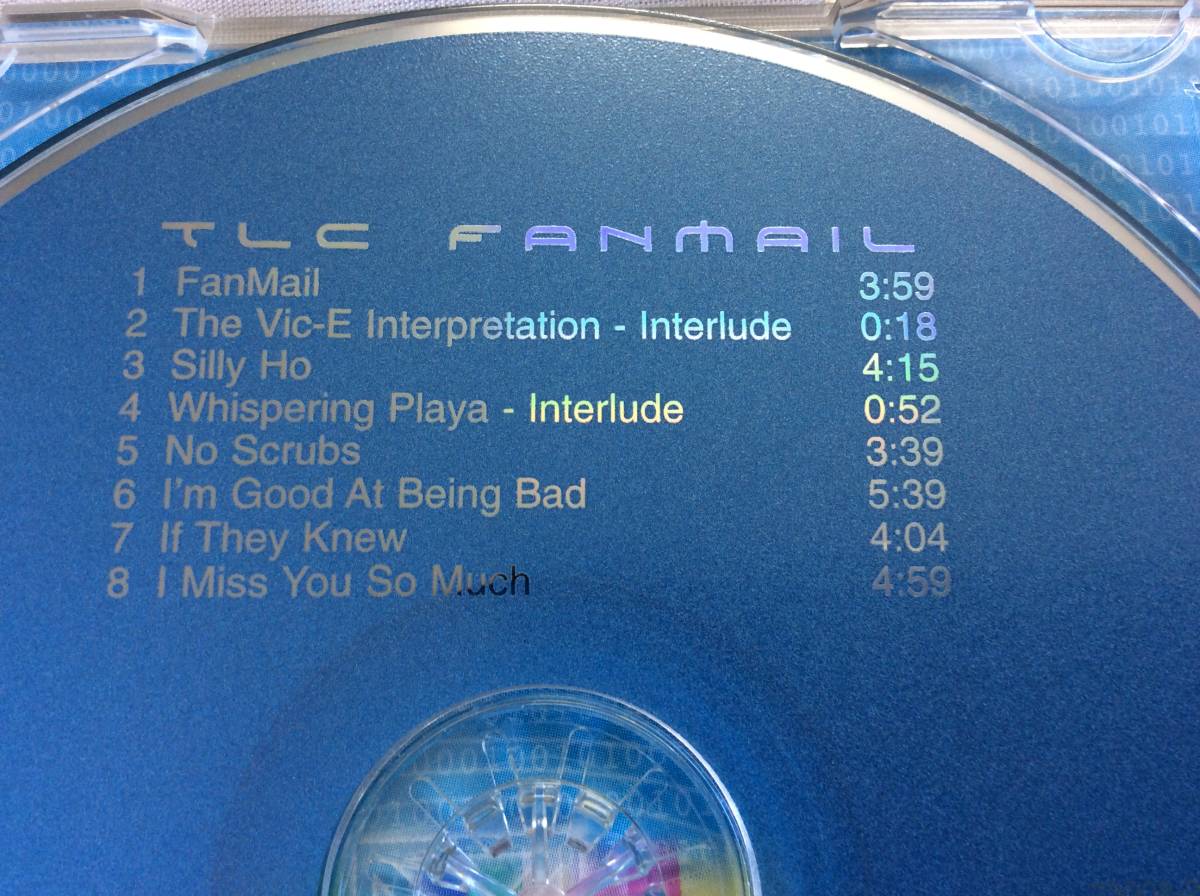 TLC FANMAIL
1 FanMail 3:59
2 The Vic-E Interpretation - Interlude 0:18
3 Silly Ho 4:15
4 Whispering Playa - Interlude 0:52
5 No Scrubs 3:39
6 I'm Good At Being Bad 5:39
7 If They Knew 4:04
8 I Miss You So Much 4:59